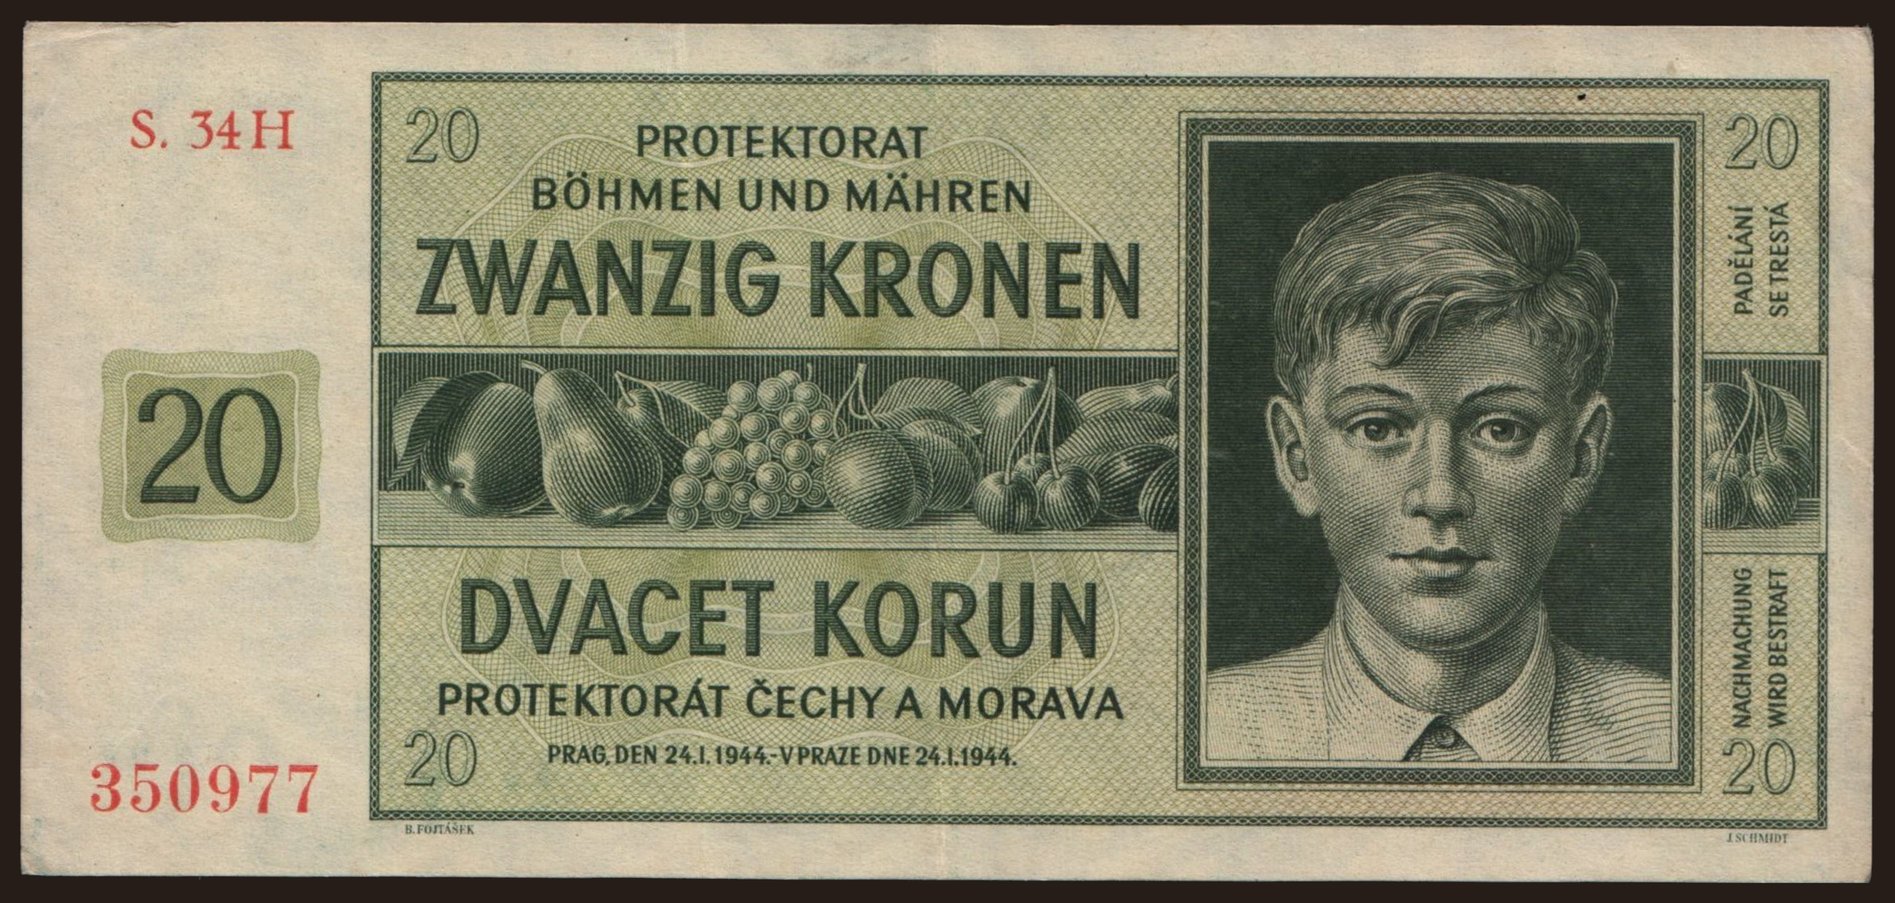 S. 34H
20
PROTEKTORAT
BÖHMEN UND MÄHREN
ZWANZIG KRONEN
20
PADĚLÁNÍ
SE TRESTÁ
20
DVACET KORUN
PROTEKTORÁT ČECHY A MORAVA
PRAG, DEN 24.I.1944.-V PRAZE DNE 24.I.1944.
20
NACHMACHUNG
WIRD BESTRAFT
20
350977
B. FOJTÁŠEK
J. SCHMIDT